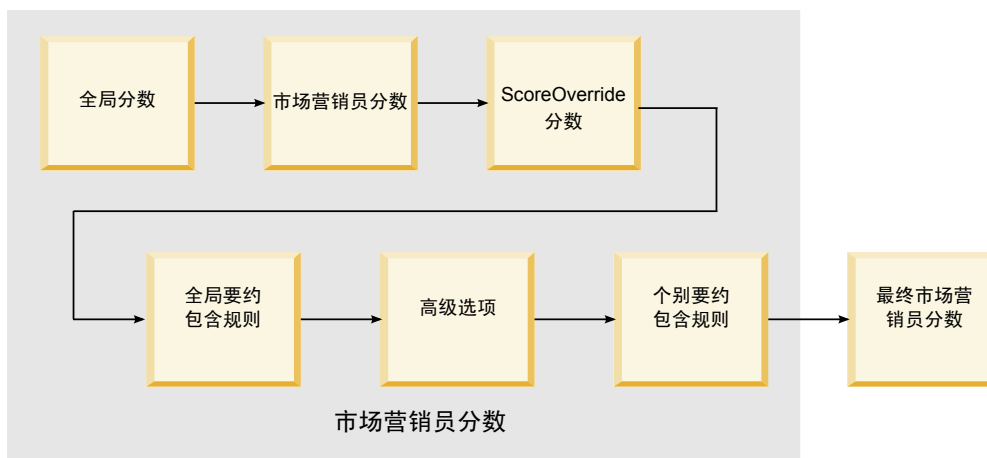 全局分数
市场营销员分数
ScoreOverride
分数
全局要约
包含规则
高级选项
个别要约
包含规则
最终市场营
销员分数
市场营销员分数